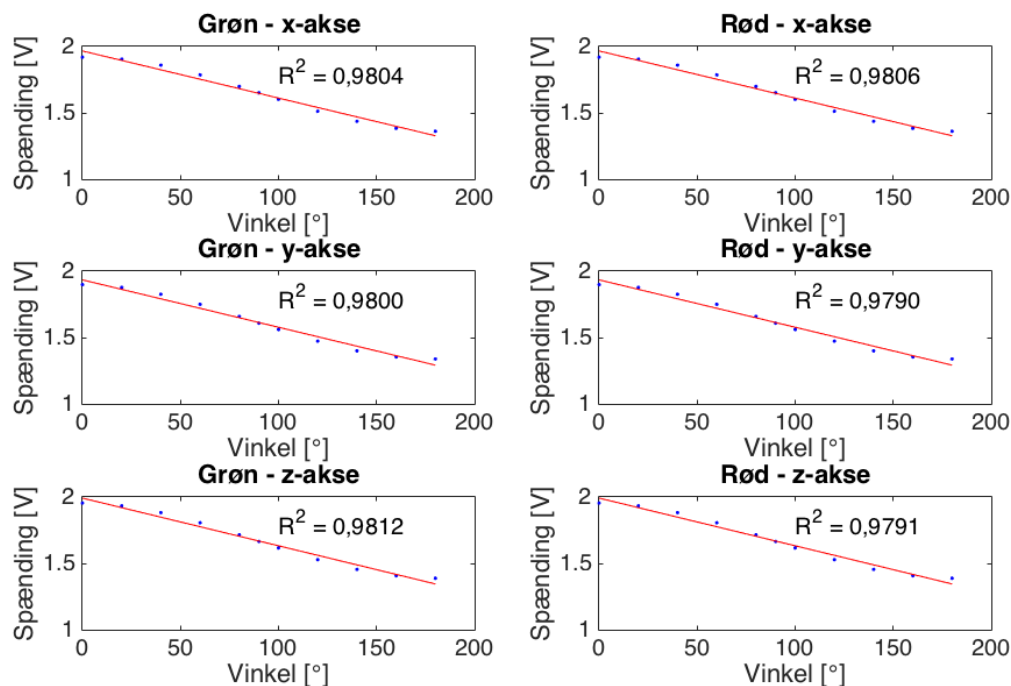 Grøn - x-akse
Spænding [V]
2
1.5
1
R² = 0,9804
0 50 100 150 200
Vinkel [°]
Rød - x-akse
Spænding [V]
2
1.5
1
R² = 0,9806
0 50 100 150 200
Vinkel [°]
Grøn - y-akse
Spænding [V]
2
1.5
1
R² = 0,9800
0 50 100 150 200
Vinkel [°]
Rød - y-akse
Spænding [V]
2
1.5
1
R² = 0,9790
0 50 100 150 200
Vinkel [°]
Grøn - z-akse
Spænding [V]
2
1.5
1
R² = 0,9812
0 50 100 150 200
Vinkel [°]
Rød - z-akse
Spænding [V]
2
1.5
1
R² = 0,9791
0 50 100 150 200
Vinkel [°]